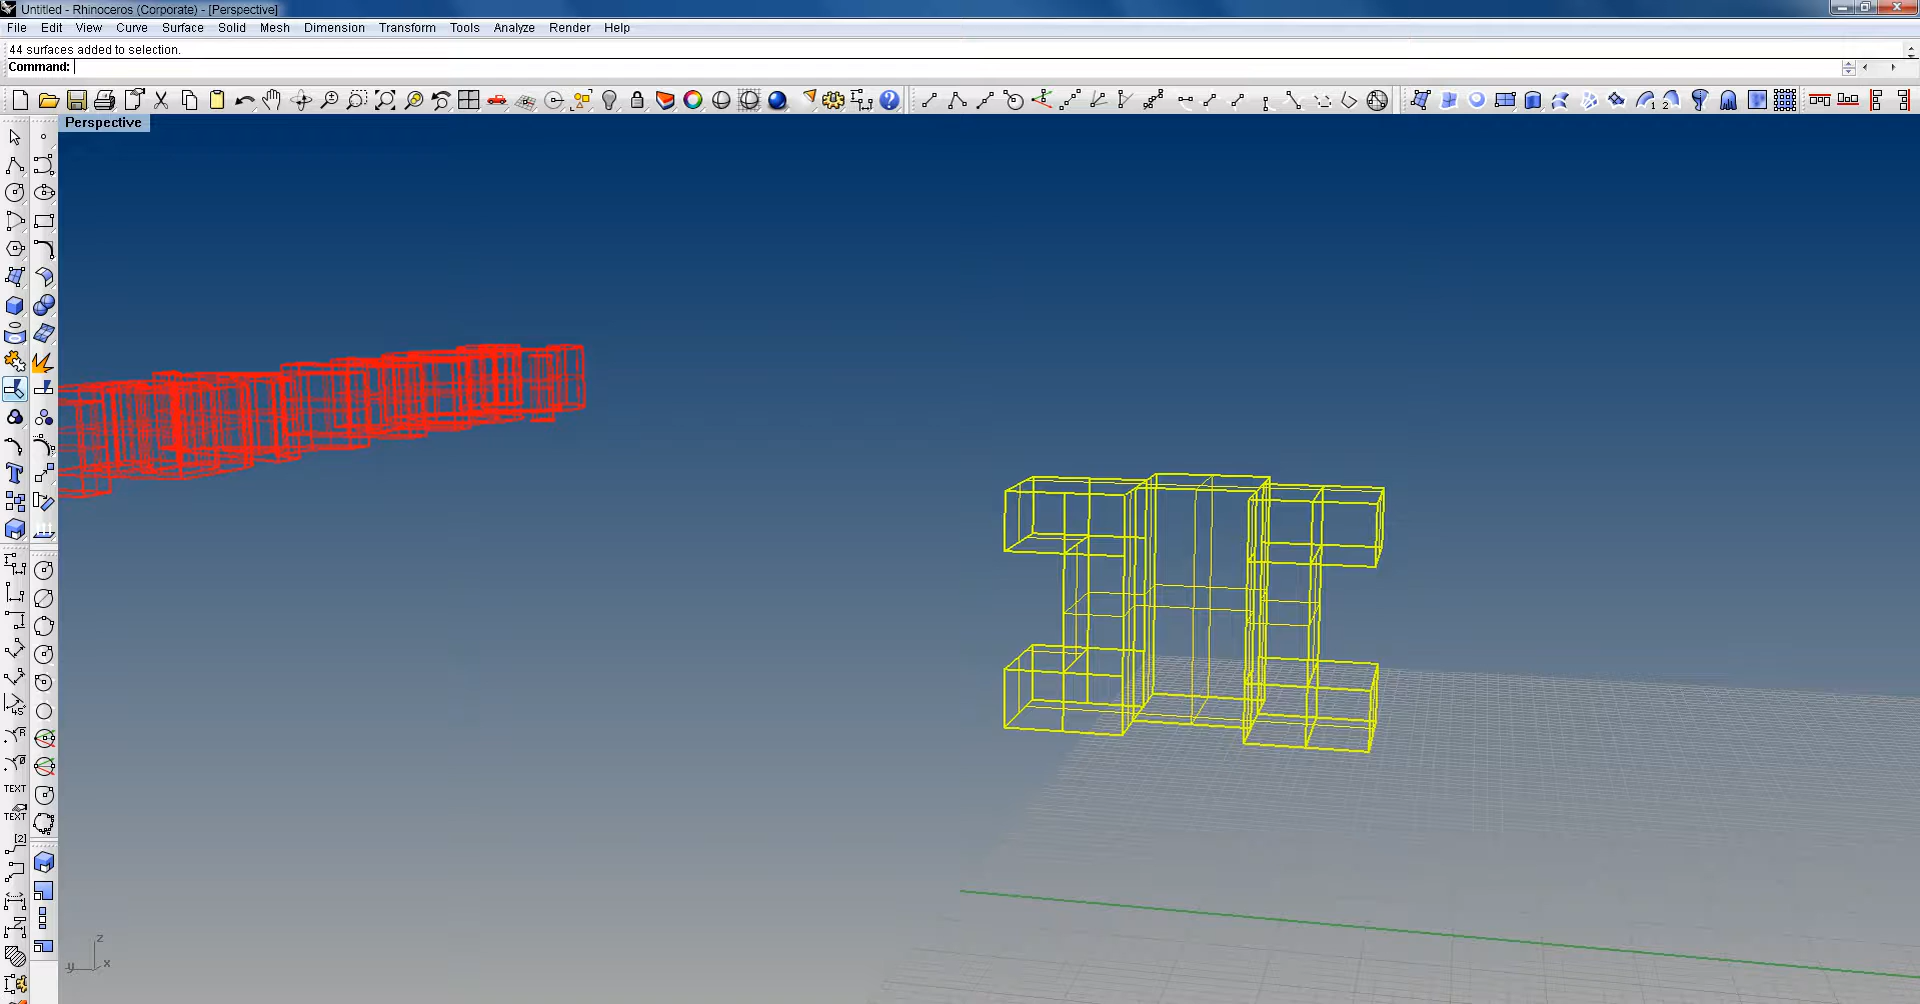 Untitled - Rhinoceros (Corporate) - [Perspective]
File Edit View Curve Surface Solid Mesh Dimension Transform Tools Analyze Render Help
44 surfaces added to selection.
Command:
Perspective
TEXT
TEXT
[2]
z
y x